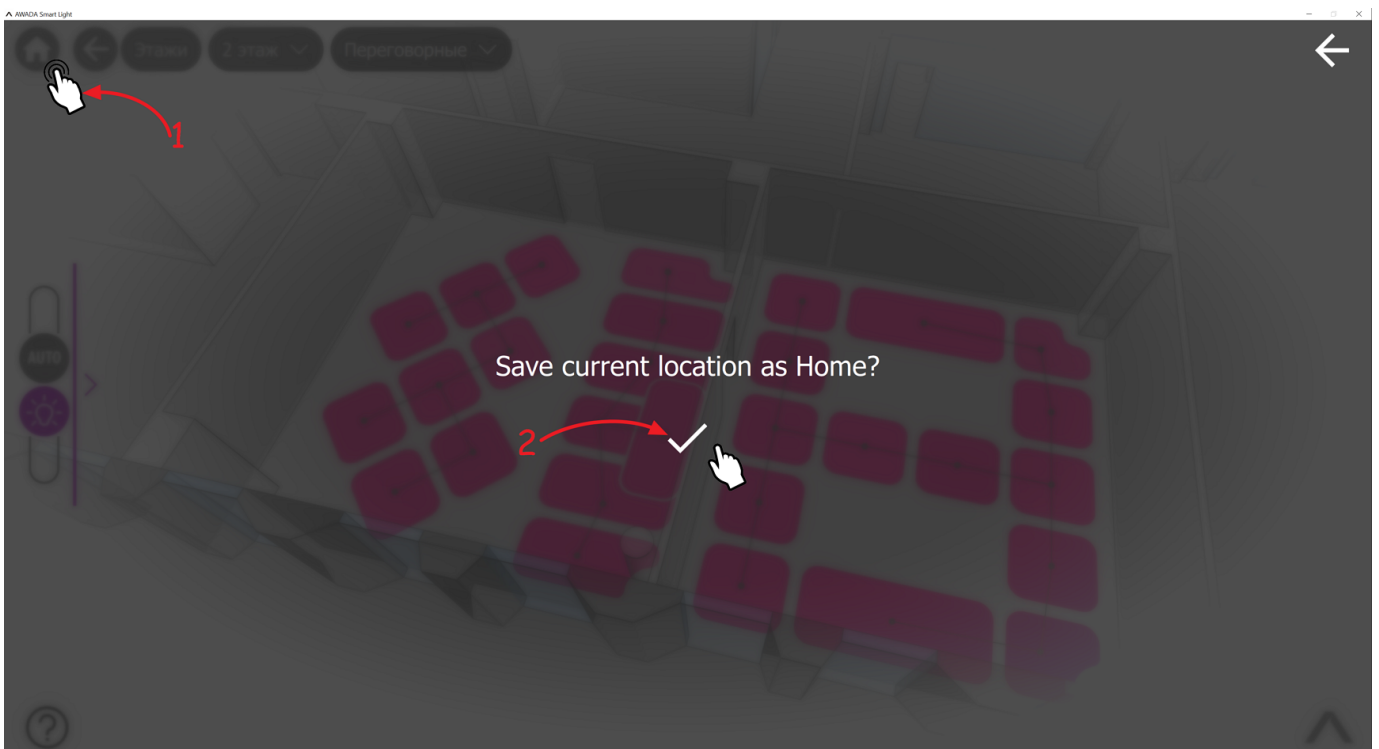 AWADA Smart Light
Этажи
2 этаж
Переговорные
1
AUTO
Save current location as Home?
2
?